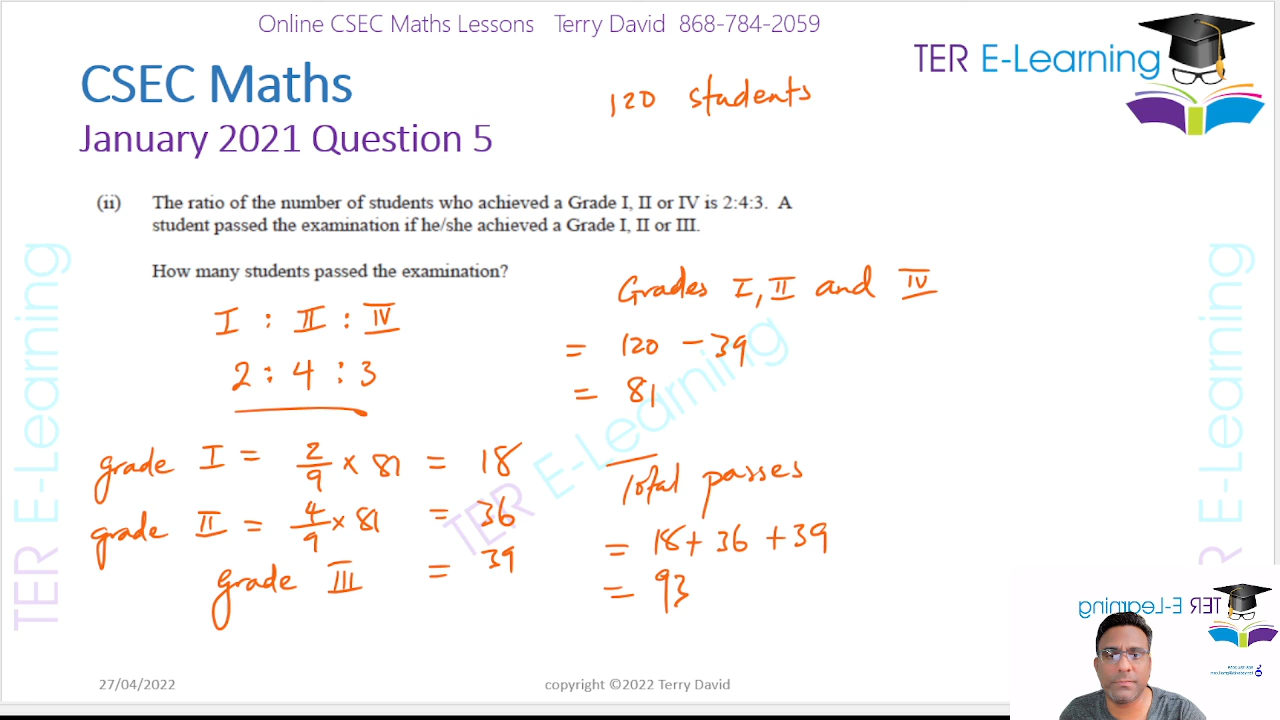 Online CSEC Maths Lessons Terry David 868-784-2059
TER E-Learning
CSEC Maths
January 2021 Question 5
120 students
(ii) The ratio of the number of students who achieved a Grade I, II or IV is 2:4:3. A
student passed the examination if he/she achieved a Grade I, II or III.
How many students passed the examination?
I : II : IV
2 : 4 : 3
Grades I, II and IV
= 120 - 39
= 81
grade I = 2/9 × 81 = 18
grade II = 4/9 × 81 = 36
grade III = 39
Total passes
= 18 + 36 + 39
= 93
TER E-Learning
TER E-Learning
TER E-Learning
TER E-Learning
27/04/2022
copyright ©2022 Terry David